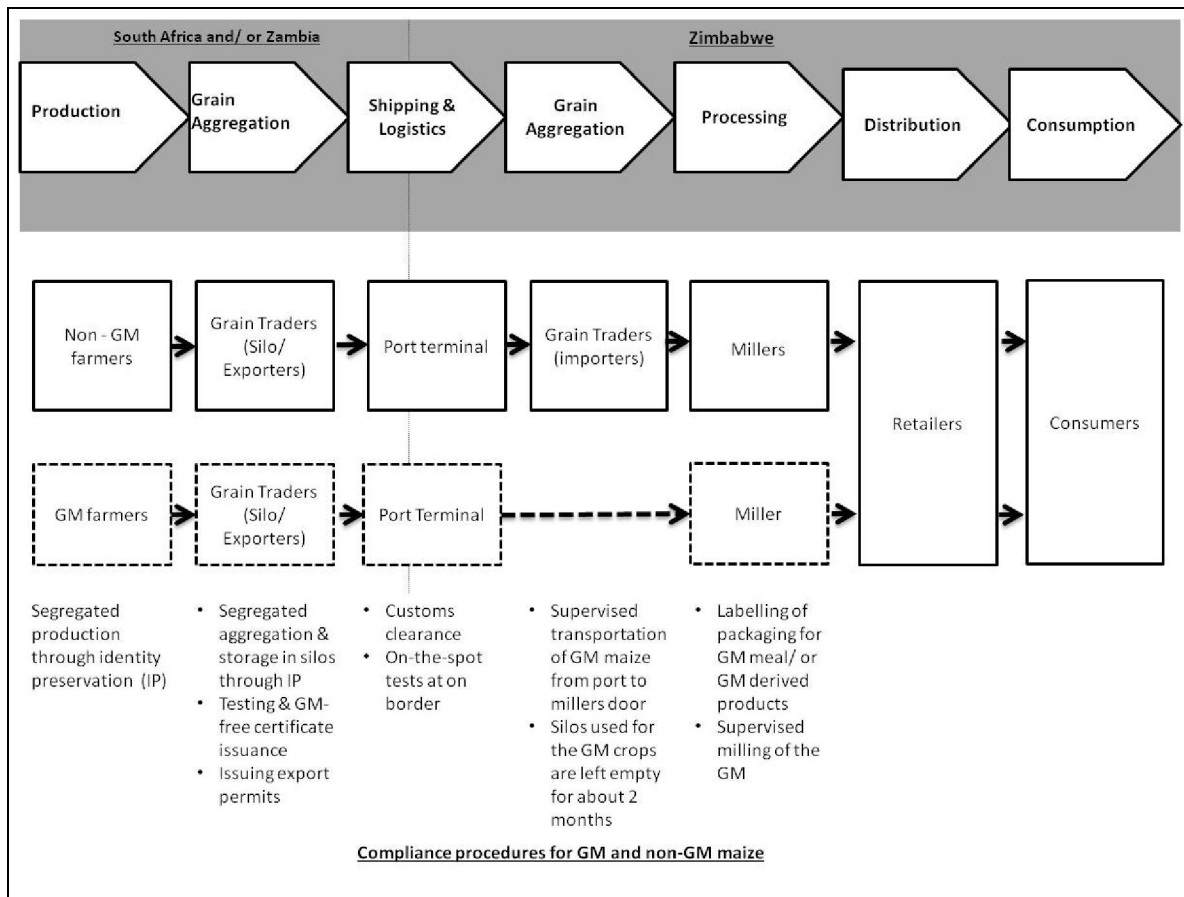 South Africa and/ or Zambia
Zimbabwe
Production
Grain
Aggregation
Shipping &
Logistics
Grain
Aggregation
Processing
Distribution
Consumption
Non - GM
farmers
Grain Traders
(Silo/
Exporters)
Port terminal
Grain Traders
(importers)
Millers
Retailers
Consumers
GM farmers
Grain Traders
(Silo/
Exporters)
Port Terminal
Miller
Segregated
production
through identity
preservation (IP)
• Segregated
aggregation &
storage in silos
through IP
• Testing & GM-
free certificate
issuance
• Issuing export
permits
• Customs
clearance
• On-the-spot
tests at on
border
• Supervised
transportation
of GM maize
from port to
millers door
• Silos used for
the GM crops
are left empty
for about 2
months
• Labelling of
packaging for
GM meal/ or
GM derived
products
• Supervised
milling of the
GM
Compliance procedures for GM and non-GM maize